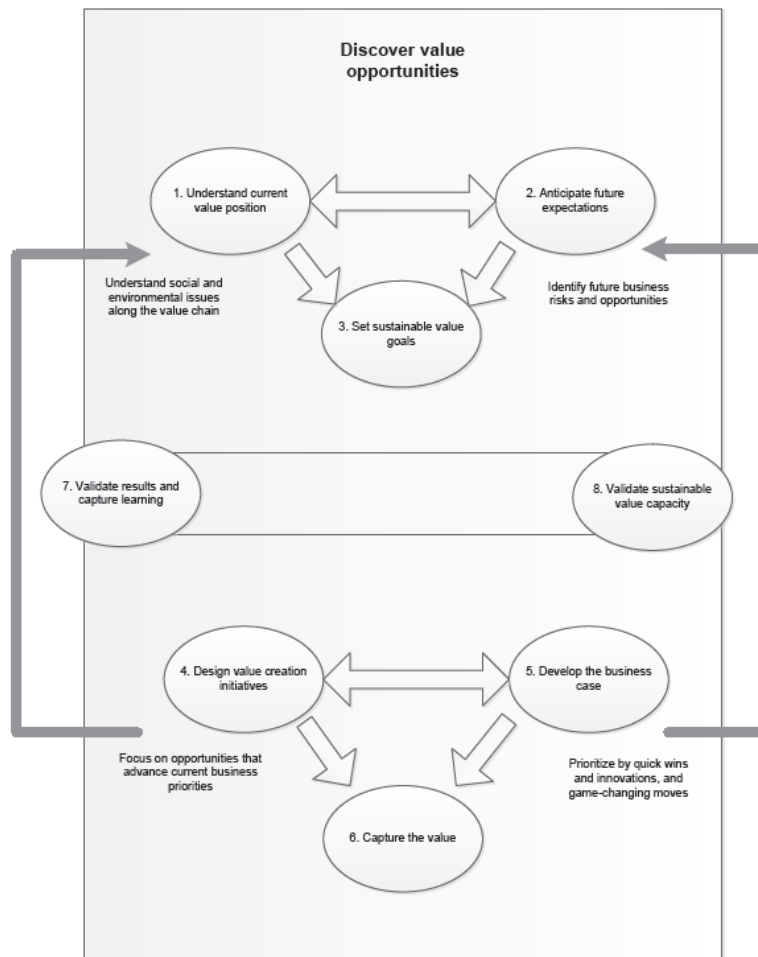 Discover value
opportunities
1. Understand current
value position
2. Anticipate future
expectations
Understand social and
environmental issues
along the value chain
Identify future business
risks and opportunities
3. Set sustainable value
goals
7. Validate results and
capture learning
8. Validate sustainable
value capacity
4. Design value creation
initiatives
5. Develop the business
case
Focus on opportunities that
advance current business
priorities
Prioritize by quick wins
and innovations, and
game-changing moves
6. Capture the value